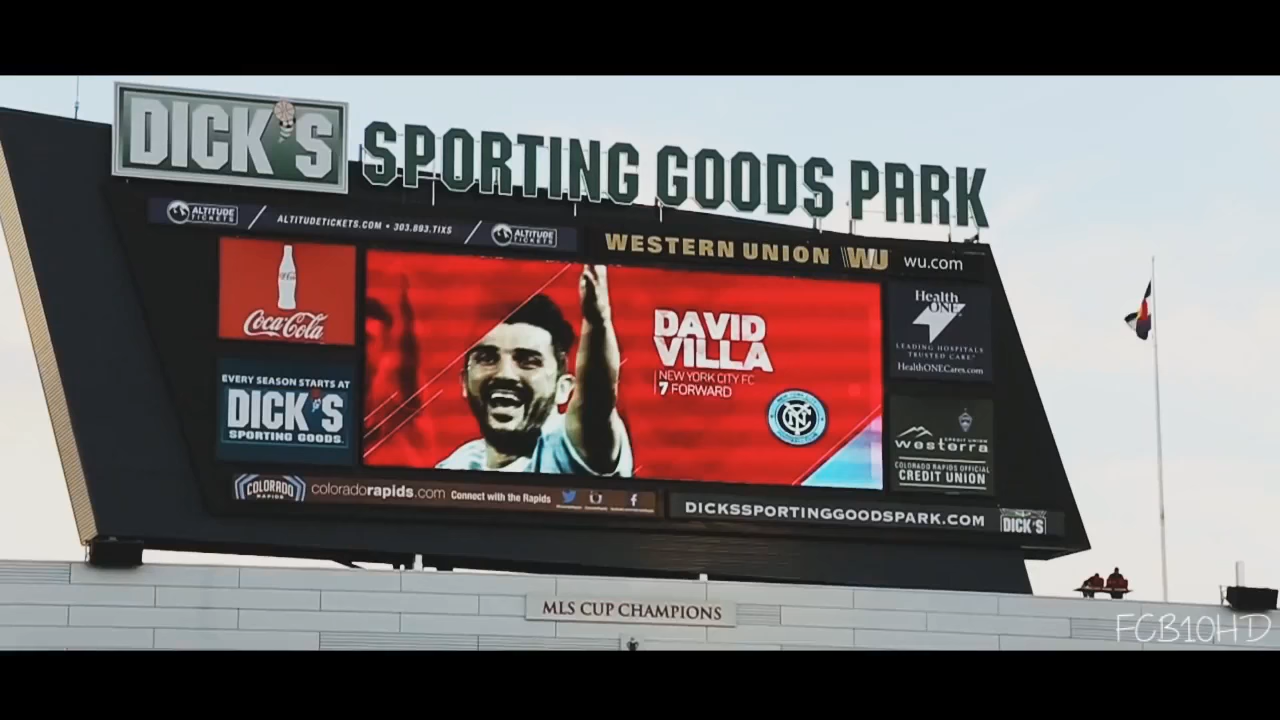 DICK'S SPORTING GOODS PARK
ALTITUDE TICKETS
ALTITUDETICKETS.COM • 303.893.TIXS
ALTITUDE TICKETS
WESTERN UNION WU wu.com
Coca-Cola
DAVID
VILLA
NEW YORK CITY FC
7 FORWARD
NYC
Health
ONE
LEADING HOSPITALS
TRUSTED CARE
HealthONECares.com
EVERY SEASON STARTS AT
DICK'S
SPORTING GOODS.
CREDIT UNION
westerra
COLORADO RAPIDS OFFICIAL
CREDIT UNION
COLORADO
RAPIDS
coloradorapids.com Connect with the Rapids
DICKSSPORTINGGOODSPARK.COM DICK'S
MLS CUP CHAMPIONS
FCB10HD